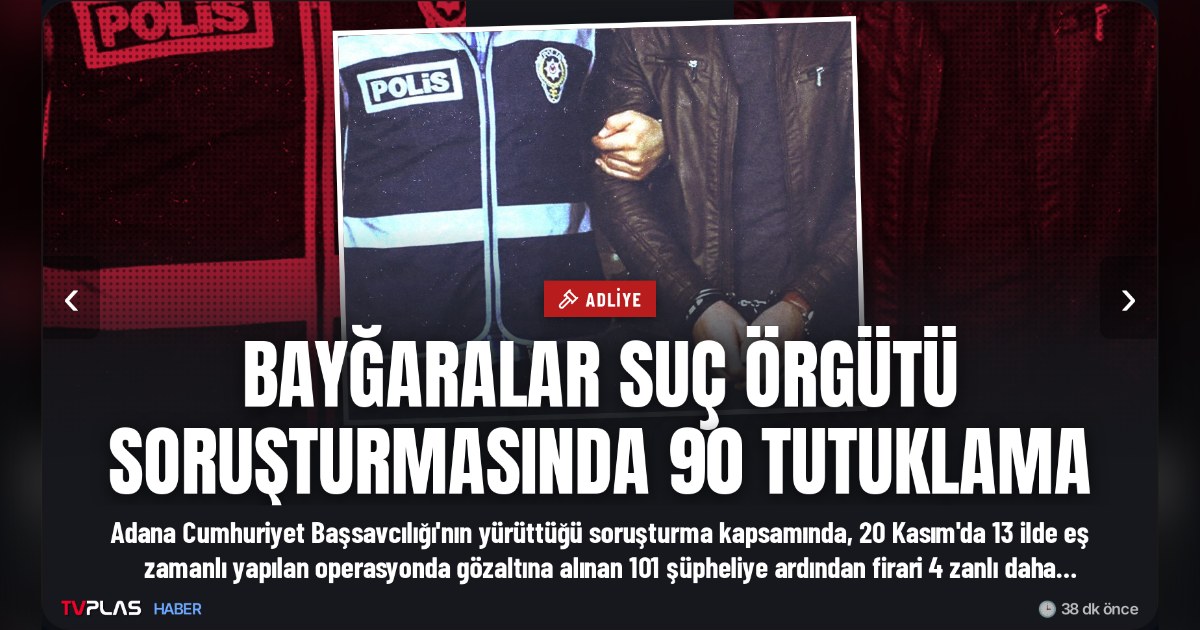 POLİS
POLİS
ADLİYE
BAYĞARALAR SUÇ ÖRGÜTÜ
SORUŞTURMASINDA 90 TUTUKLAMA
Adana Cumhuriyet Başsavcılığı'nın yürüttüğü soruşturma kapsamında, 20 Kasım'da 13 ilde eş
zamanlı yapılan operasyonda gözaltına alınan 101 şüpheliye ardından firari 4 zanlı daha...
TVPLAS HABER
38 dk önce